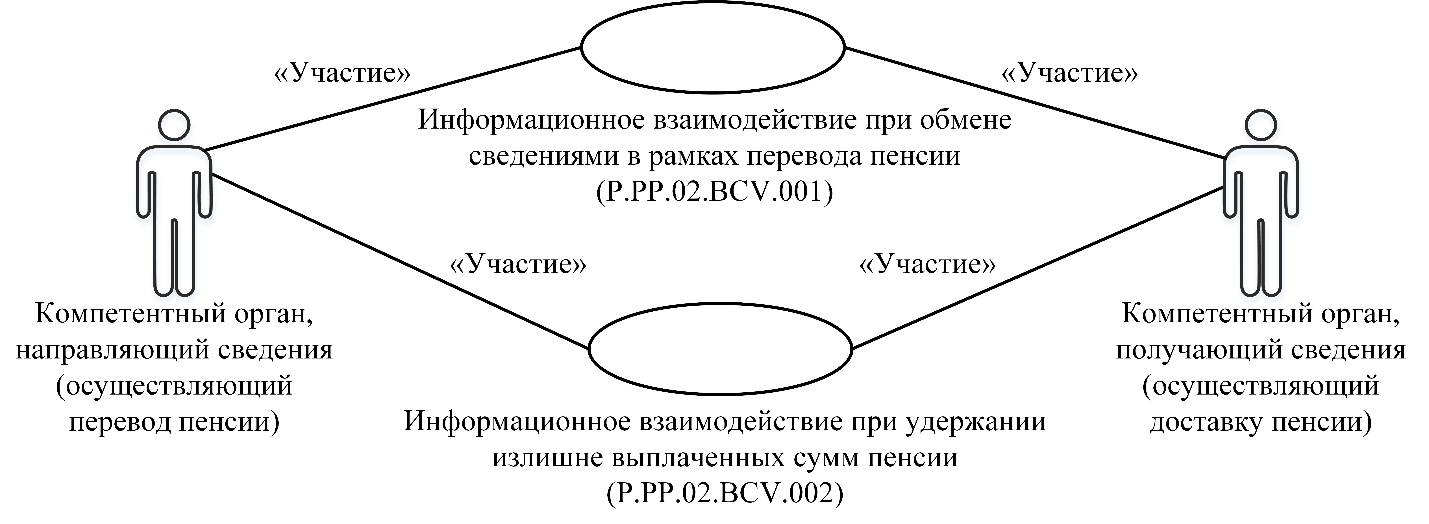 «Участие»
«Участие»
Информационное взаимодействие при обмене
сведениями в рамках перевода пенсии
(P.PP.02.BCV.001)
«Участие»
«Участие»
Компетентный орган,
направляющий сведения
(осуществляющий
перевод пенсии)
Компетентный орган,
получающий сведения
(осуществляющий
доставку пенсии)
Информационное взаимодействие при удержании
излишне выплаченных сумм пенсии
(P.PP.02.BCV.002)